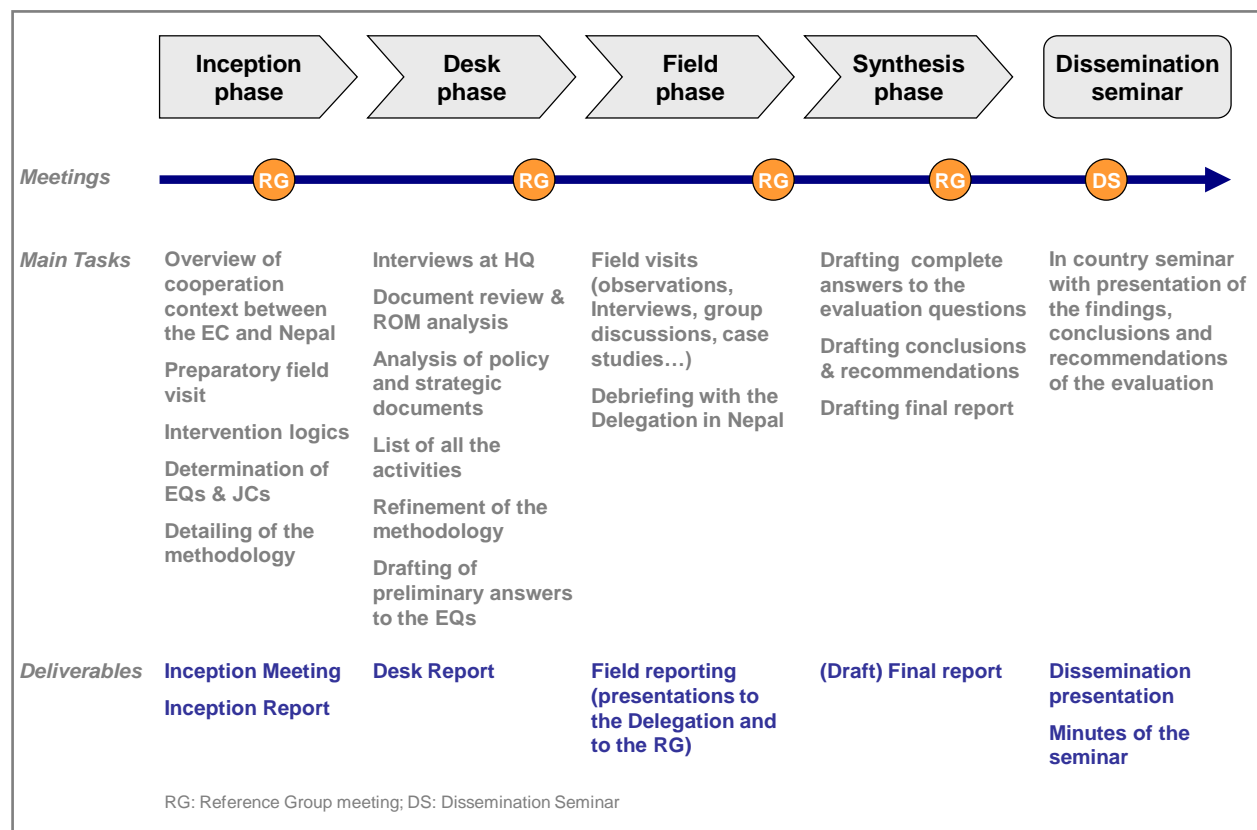 Inception
phase
Desk
phase
Field
phase
Synthesis
phase
Dissemination
seminar
Meetings
RG
RG
RG
RG
DS
Main Tasks
Overview of
cooperation
context between
the EC and Nepal
Preparatory field
visit
Intervention logics
Determination of
EQs & JCs
Detailing of the
methodology
Interviews at HQ
Document review &
ROM analysis
Analysis of policy
and strategic
documents
List of all the
activities
Refinement of the
methodology
Drafting of
preliminary answers
to the EQs
Field visits
(observations,
Interviews, group
discussions, case
studies…)
Debriefing with the
Delegation in Nepal
Drafting complete
answers to the
evaluation questions
Drafting conclusions
& recommendations
Drafting final report
In country seminar
with presentation of
the findings,
conclusions and
recommendations
of the evaluation
Deliverables
Inception Meeting
Inception Report
Desk Report
Field reporting
(presentations to
the Delegation and
to the RG)
(Draft) Final report
Dissemination
presentation
Minutes of the
seminar
RG: Reference Group meeting; DS: Dissemination Seminar